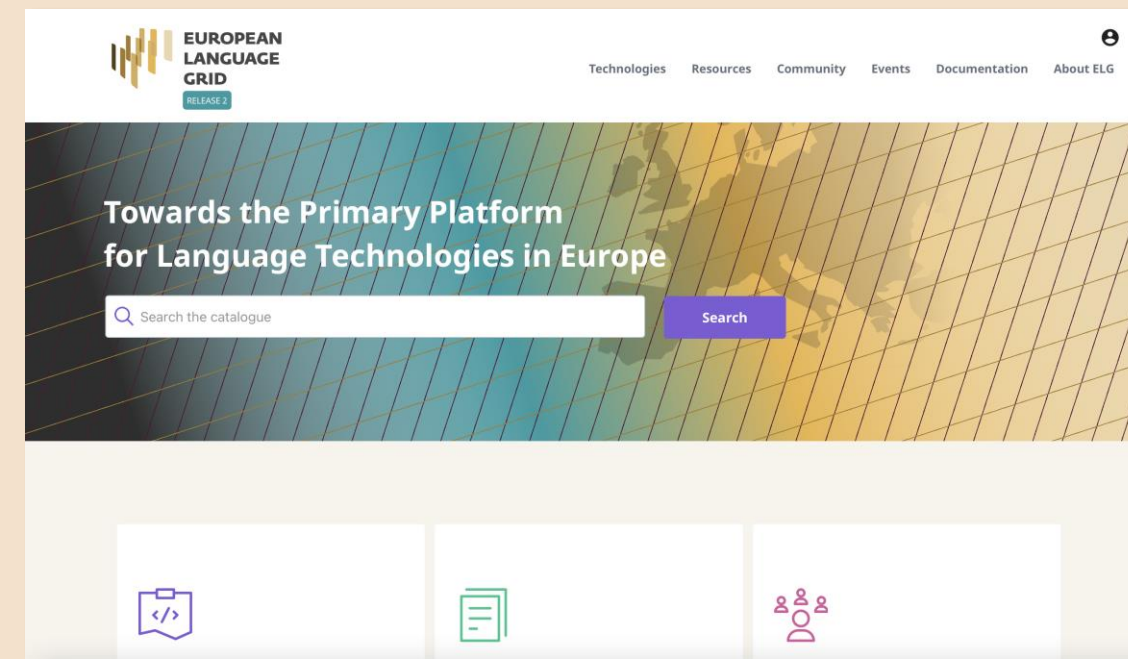 EUROPEAN
LANGUAGE
GRID
RELEASE 2
Technologies Resources Community Events Documentation About ELG
Towards the Primary Platform
for Language Technologies in Europe
Search the catalogue
Search
</>